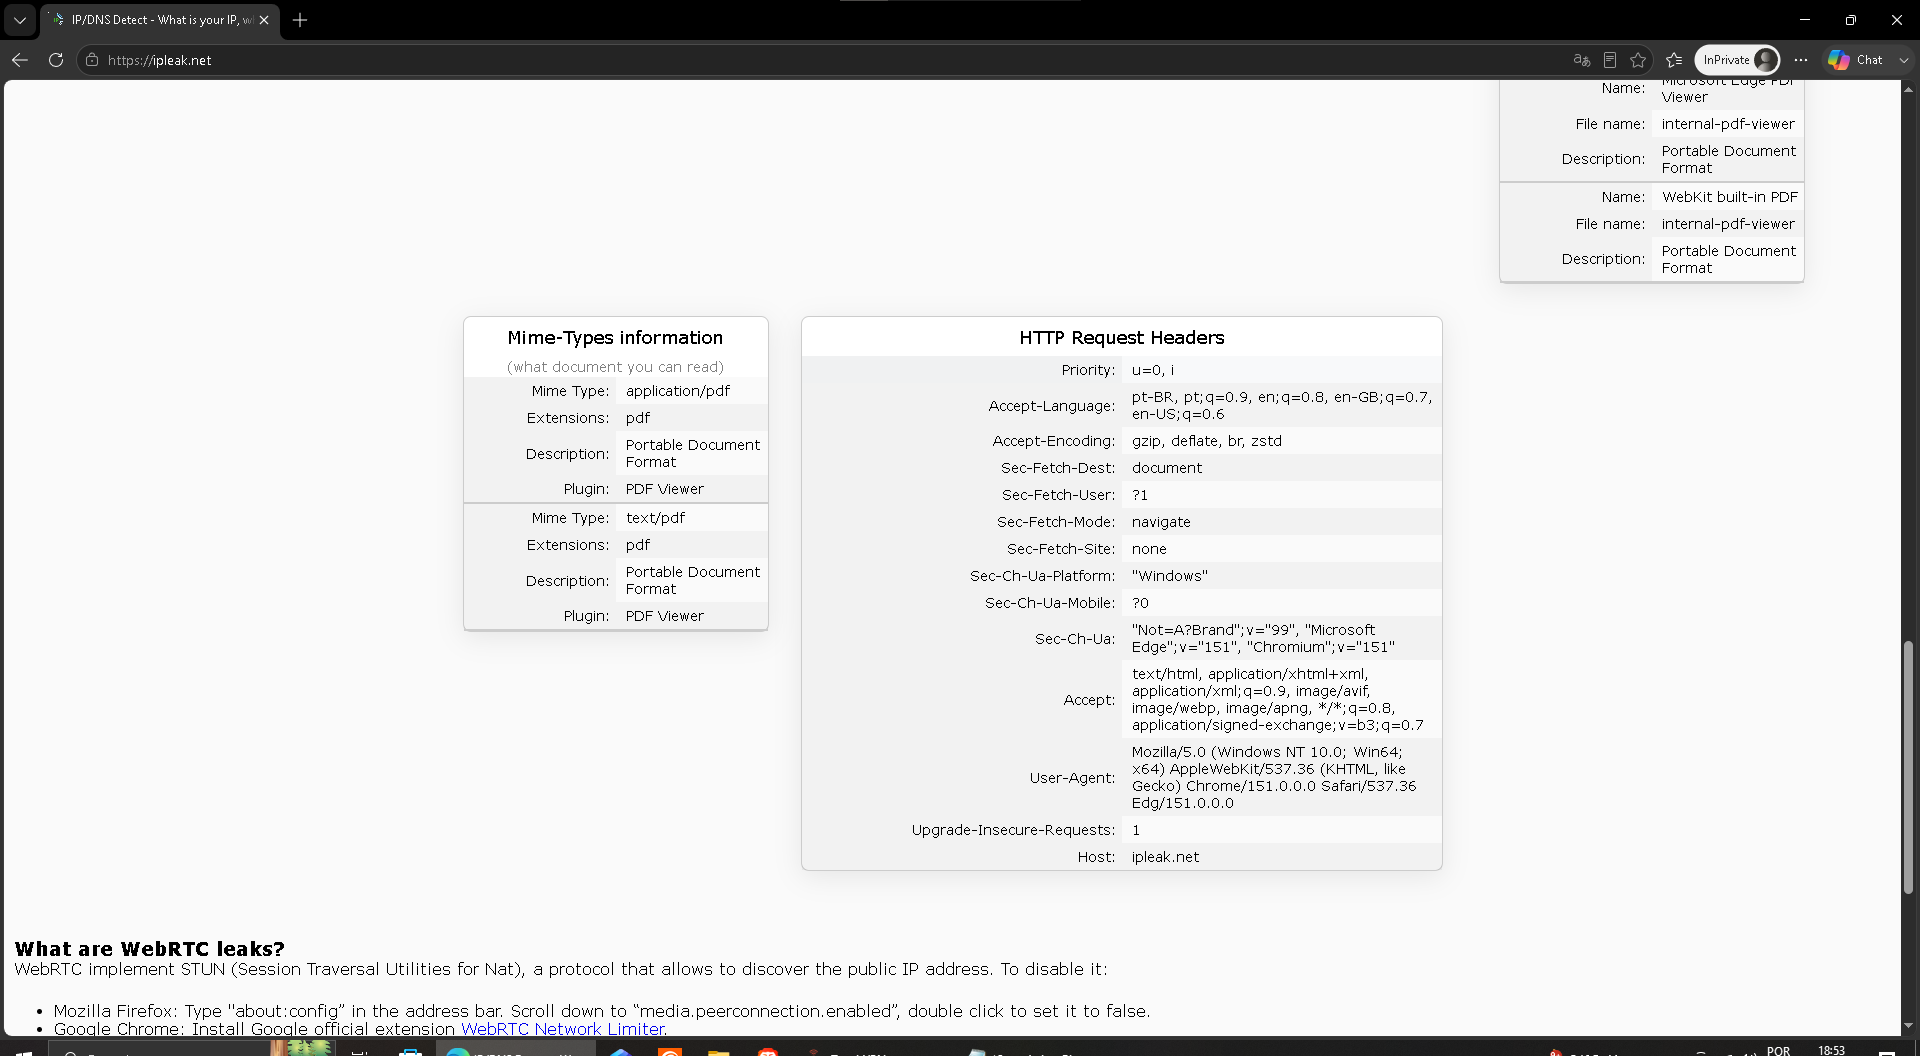 IP/DNS Detect - What is your IP, w
https://ipleak.net
InPrivate
Chat
Name:
Microsoft Edge PDF
Viewer
File name:
internal-pdf-viewer
Description:
Portable Document
Format
Name:
WebKit built-in PDF
File name:
internal-pdf-viewer
Description:
Portable Document
Format
Mime-Types information
(what document you can read)
Mime Type:
application/pdf
Extensions:
pdf
Description:
Portable Document
Format
Plugin:
PDF Viewer
Mime Type:
text/pdf
Extensions:
pdf
Description:
Portable Document
Format
Plugin:
PDF Viewer
HTTP Request Headers
Priority:
u=0, i
Accept-Language:
pt-BR, pt;q=0.9, en;q=0.8, en-GB;q=0.7,
en-US;q=0.6
Accept-Encoding:
gzip, deflate, br, zstd
Sec-Fetch-Dest:
document
Sec-Fetch-User:
?1
Sec-Fetch-Mode:
navigate
Sec-Fetch-Site:
none
Sec-Ch-Ua-Platform:
"Windows"
Sec-Ch-Ua-Mobile:
?0
Sec-Ch-Ua:
"Not=A?Brand";v="99", "Microsoft
Edge";v="151", "Chromium";v="151"
Accept:
text/html, application/xhtml+xml,
application/xml;q=0.9, image/avif,
image/webp, image/apng, */*;q=0.8,
application/signed-exchange;v=b3;q=0.7
User-Agent:
Mozilla/5.0 (Windows NT 10.0; Win64;
x64) AppleWebKit/537.36 (KHTML, like
Gecko) Chrome/151.0.0.0 Safari/537.36
Edg/151.0.0.0
Upgrade-Insecure-Requests:
1
Host:
ipleak.net
What are WebRTC leaks?
WebRTC implement STUN (Session Traversal Utilities for Nat), a protocol that allows to discover the public IP address. To disable it:
• Mozilla Firefox: Type "about:config” in the address bar. Scroll down to “media.peerconnection.enabled”, double click to set it to false.
• Google Chrome: Install Google official extension WebRTC Network Limiter.
POR
18:53